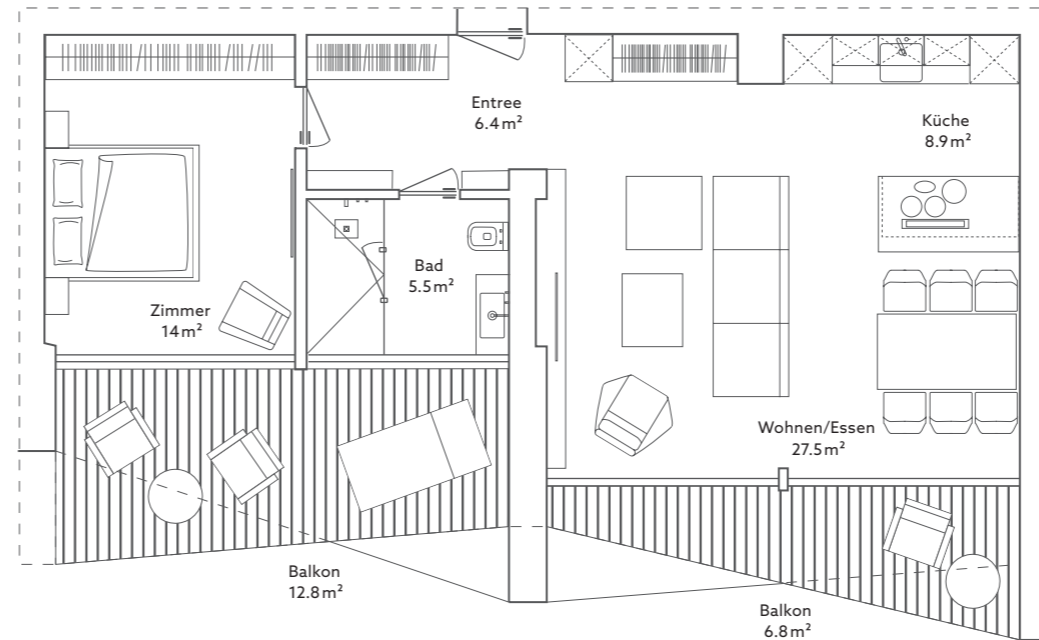 Entree
6.4 m²
Küche
8.9 m²
Bad
5.5 m²
Zimmer
14 m²
Wohnen/Essen
27.5 m²
Balkon
12.8 m²
Balkon
6.8 m²